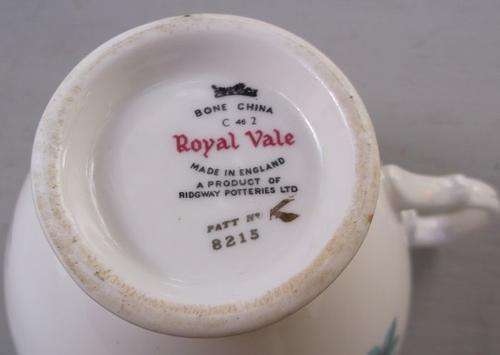 BONE CHINA
C 46 2
Royal Vale
MADE IN ENGLAND
A PRODUCT OF
RIDGWAY POTTERIES LTD
PATT Nº
8215